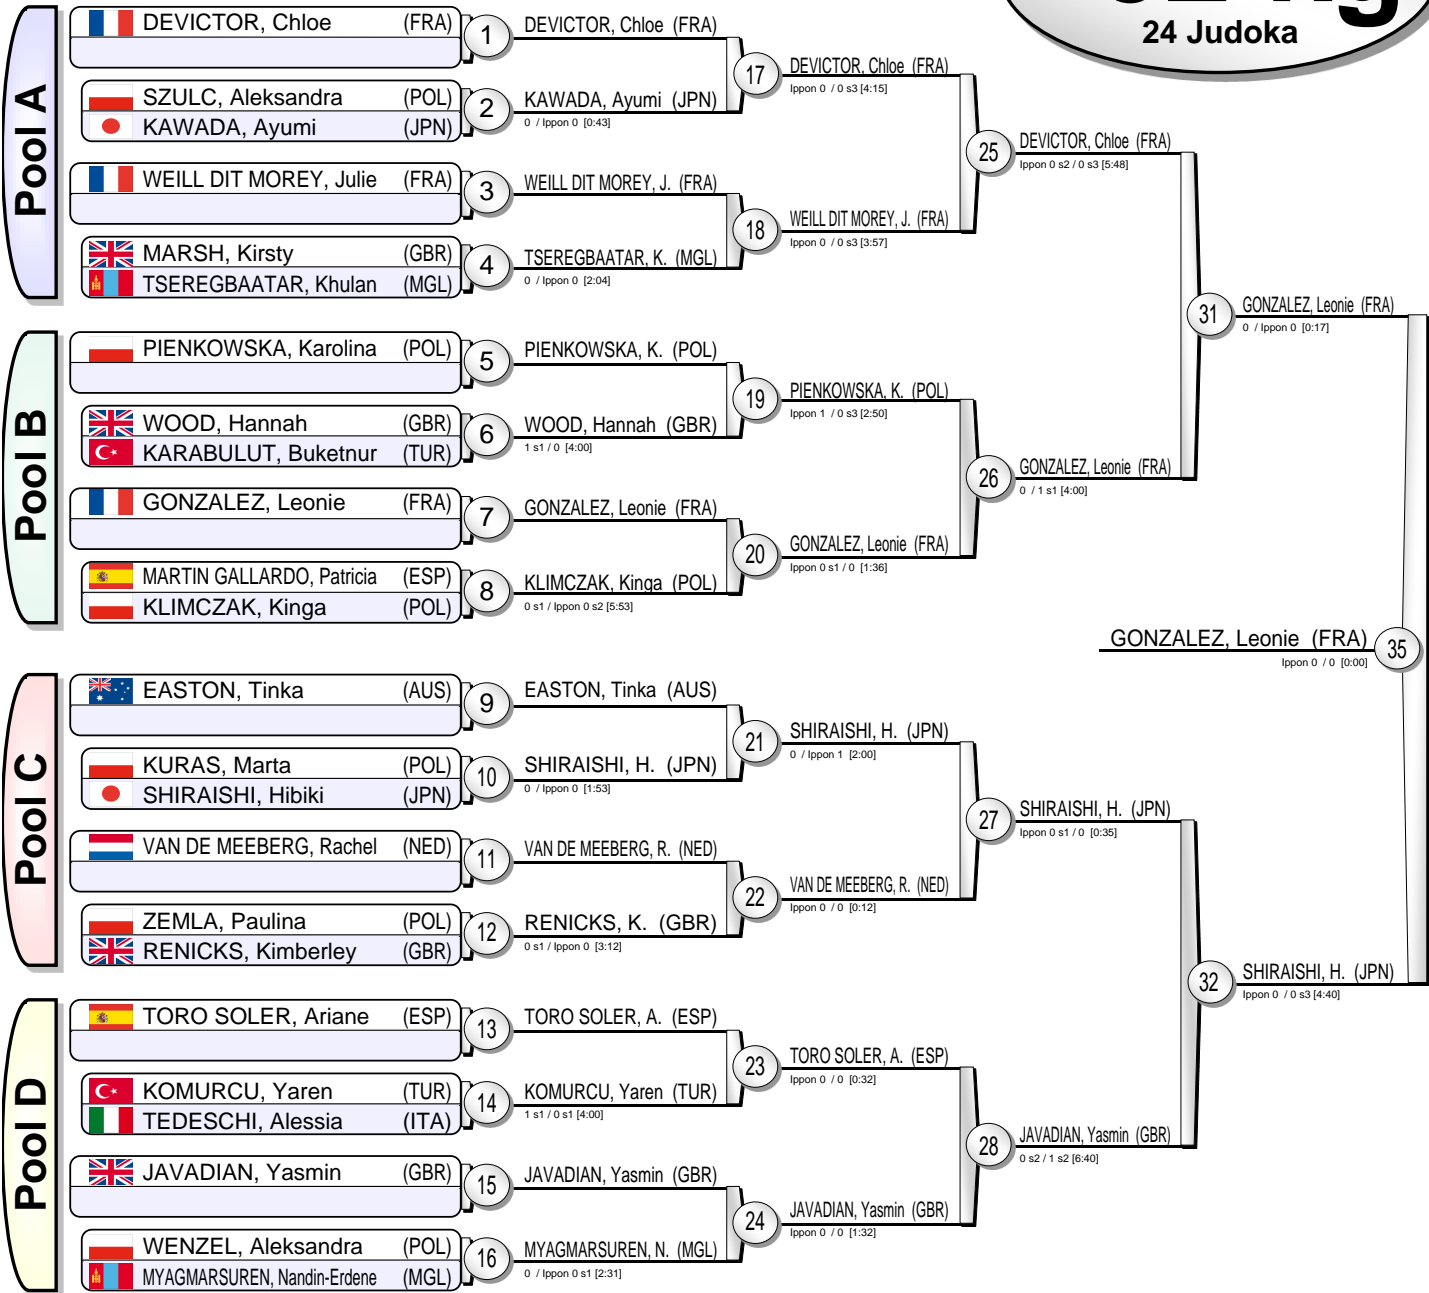 24 Judoka
Pool A
DEVICTOR, Chloe (FRA)
SZULC, Aleksandra (POL)
KAWADA, Ayumi (JPN)
WEILL DIT MOREY, Julie (FRA)
MARSH, Kirsty (GBR)
TSEREGBAATAR, Khulan (MGL)
1
2
3
4
DEVICTOR, Chloe (FRA)
KAWADA, Ayumi (JPN)
0 / Ippon 0 [0:43]
WEILL DIT MOREY, J. (FRA)
TSEREGBAATAR, K. (MGL)
0 / Ippon 0 [2:04]
17
DEVICTOR, Chloe (FRA)
Ippon 0 / 0 s3 [4:15]
18
WEILL DIT MOREY, J. (FRA)
Ippon 0 / 0 s3 [3:57]
25
DEVICTOR, Chloe (FRA)
Ippon 0 s2 / 0 s3 [5:48]
Pool B
PIENKOWSKA, Karolina (POL)
WOOD, Hannah (GBR)
KARABULUT, Buketnur (TUR)
GONZALEZ, Leonie (FRA)
MARTIN GALLARDO, Patricia (ESP)
KLIMCZAK, Kinga (POL)
5
6
7
8
PIENKOWSKA, K. (POL)
WOOD, Hannah (GBR)
1 s1 / 0 [4:00]
GONZALEZ, Leonie (FRA)
KLIMCZAK, Kinga (POL)
0 s1 / Ippon 0 s2 [5:53]
19
PIENKOWSKA, K. (POL)
Ippon 1 / 0 s3 [2:50]
20
GONZALEZ, Leonie (FRA)
Ippon 0 s1 / 0 [1:36]
26
GONZALEZ, Leonie (FRA)
0 / 1 s1 [4:00]
31
GONZALEZ, Leonie (FRA)
0 / Ippon 0 [0:17]
GONZALEZ, Leonie (FRA)
Ippon 0 / 0 [0:00]
35
Pool C
EASTON, Tinka (AUS)
KURAS, Marta (POL)
SHIRAISHI, Hibiki (JPN)
VAN DE MEEBERG, Rachel (NED)
ZEMLA, Paulina (POL)
RENICKS, Kimberley (GBR)
9
10
11
12
EASTON, Tinka (AUS)
SHIRAISHI, H. (JPN)
0 / Ippon 0 [1:53]
VAN DE MEEBERG, R. (NED)
RENICKS, K. (GBR)
0 s1 / Ippon 0 [3:12]
21
SHIRAISHI, H. (JPN)
0 / Ippon 1 [2:00]
22
VAN DE MEEBERG, R. (NED)
Ippon 0 / 0 [0:12]
27
SHIRAISHI, H. (JPN)
Ippon 0 s1 / 0 [0:35]
Pool D
TORO SOLER, Ariane (ESP)
KOMURCU, Yaren (TUR)
TEDESCHI, Alessia (ITA)
JAVADIAN, Yasmin (GBR)
WENZEL, Aleksandra (POL)
MYAGMARSUREN, Nandin-Erdene (MGL)
13
14
15
16
TORO SOLER, A. (ESP)
KOMURCU, Yaren (TUR)
1 s1 / 0 s1 [4:00]
JAVADIAN, Yasmin (GBR)
MYAGMARSUREN, N. (MGL)
0 / Ippon 0 s1 [2:31]
23
TORO SOLER, A. (ESP)
Ippon 0 / 0 [0:32]
24
JAVADIAN, Yasmin (GBR)
Ippon 0 / 0 [1:32]
28
JAVADIAN, Yasmin (GBR)
0 s2 / 1 s2 [6:40]
32
SHIRAISHI, H. (JPN)
Ippon 0 / 0 s3 [4:40]